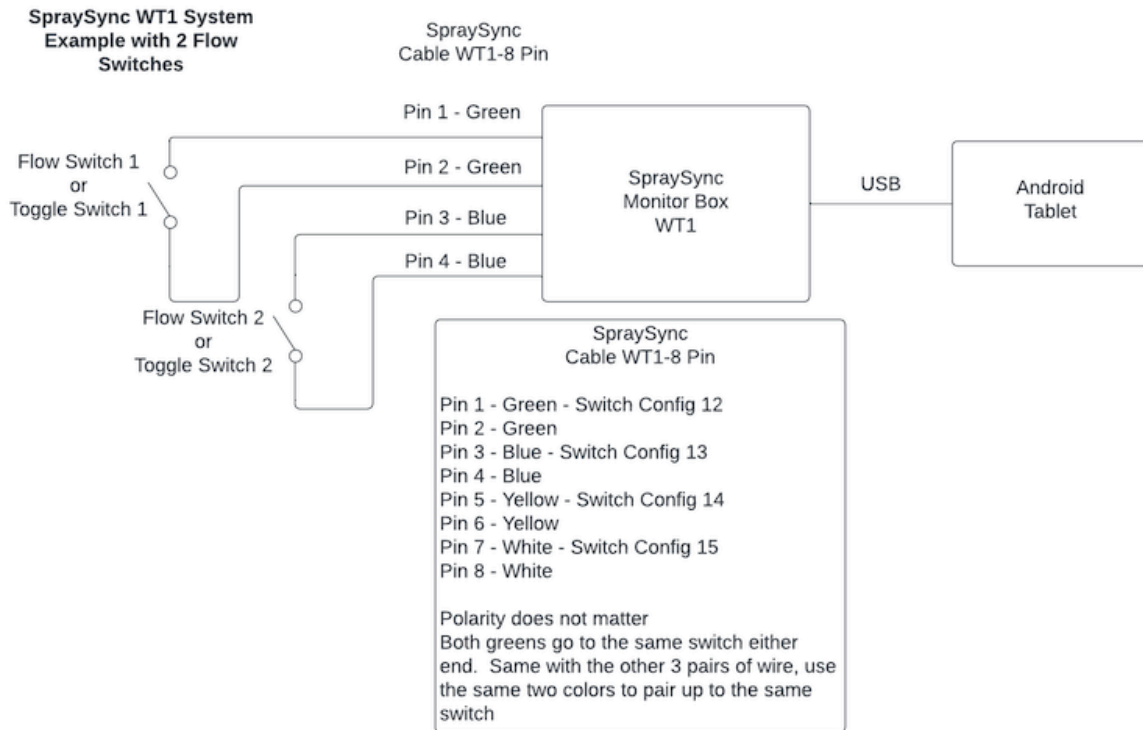 SpraySync WT1 System
Example with 2 Flow
Switches
SpraySync
Cable WT1-8 Pin
Pin 1 - Green
Flow Switch 1
or
Toggle Switch 1
Pin 2 - Green
Pin 3 - Blue
Pin 4 - Blue
SpraySync
Monitor Box
WT1
USB
Android
Tablet
Flow Switch 2
or
Toggle Switch 2
SpraySync
Cable WT1-8 Pin
Pin 1 - Green - Switch Config 12
Pin 2 - Green
Pin 3 - Blue - Switch Config 13
Pin 4 - Blue
Pin 5 - Yellow - Switch Config 14
Pin 6 - Yellow
Pin 7 - White - Switch Config 15
Pin 8 - White
Polarity does not matter
Both greens go to the same switch either
end.  Same with the other 3 pairs of wire, use
the same two colors to pair up to the same
switch